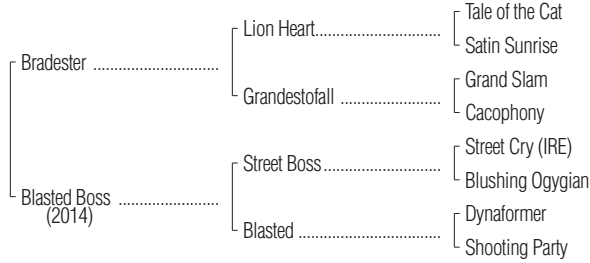 Tale of the Cat
Lion Heart
Satin Sunrise
Bradester
Grand Slam
Grandestofall
Cacophony
Street Cry (IRE)
Street Boss
Blushing Ogygian
Blasted Boss
(2014)
Dynaformer
Blasted
Shooting Party